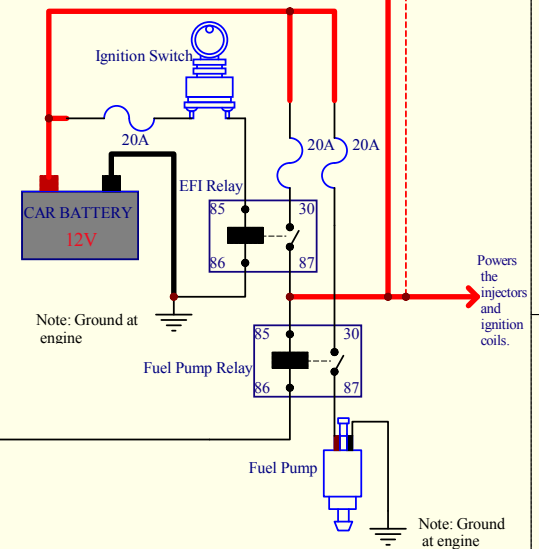 Ignition Switch
20A
20A
20A
EFI Relay
85
30
86
87
CAR BATTERY
12V
Note: Ground at
engine
Powers
the
injectors
and
ignition
coils.
85
30
Fuel Pump Relay
86
87
Fuel Pump
Note: Ground
at engine